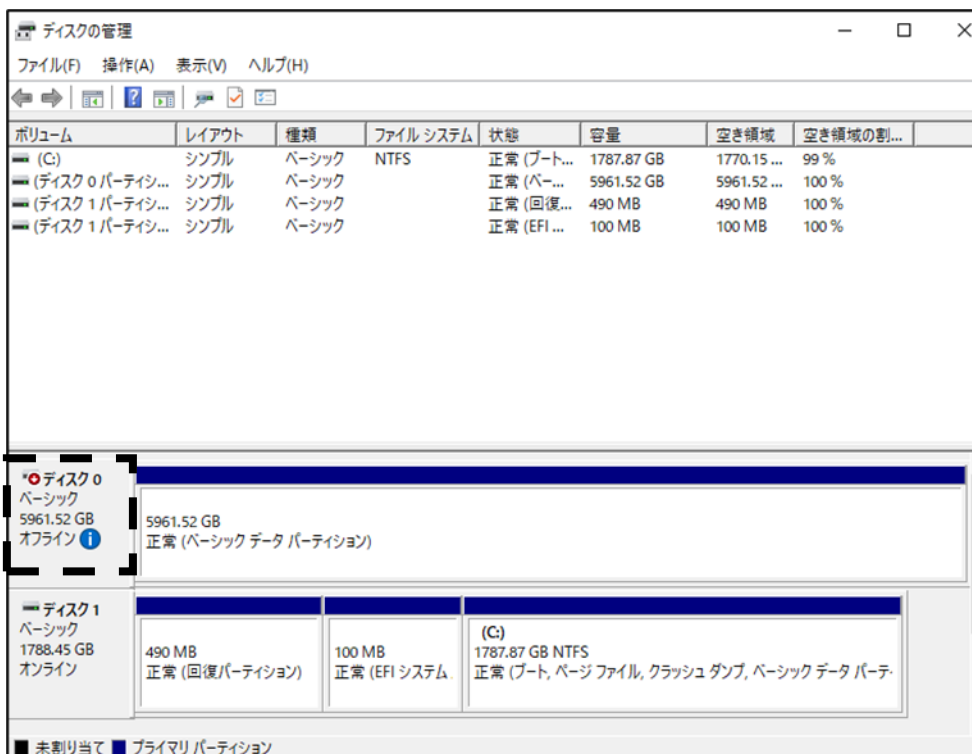 ディスクの管理
ファイル(F) 操作(A) 表示(V) ヘルプ(H)
ボリューム レイアウト 種類 ファイル システム 状態 容量 空き領域 空き領域の割...
(C:) シンプル ベーシック NTFS 正常 (ブート... 1787.87 GB 1770.15 ... 99 %
(ディスク 0 パーティシ... シンプル ベーシック 正常 (ベー... 5961.52 GB 5961.52 ... 100 %
(ディスク 1 パーティシ... シンプル ベーシック 正常 (回復... 490 MB 490 MB 100 %
(ディスク 1 パーティシ... シンプル ベーシック 正常 (EFI ... 100 MB 100 MB 100 %
ディスク 0
ベーシック
5961.52 GB
オフライン
5961.52 GB
正常 (ベーシック データ パーティション)
ディスク 1
ベーシック
1788.45 GB
オンライン
490 MB
正常 (回復パーティション)
100 MB
正常 (EFI システム
(C:)
1787.87 GB NTFS
正常 (ブート, ページ ファイル, クラッシュ ダンプ, ベーシック データ パーテ
未割り当て プライマリ パーティション